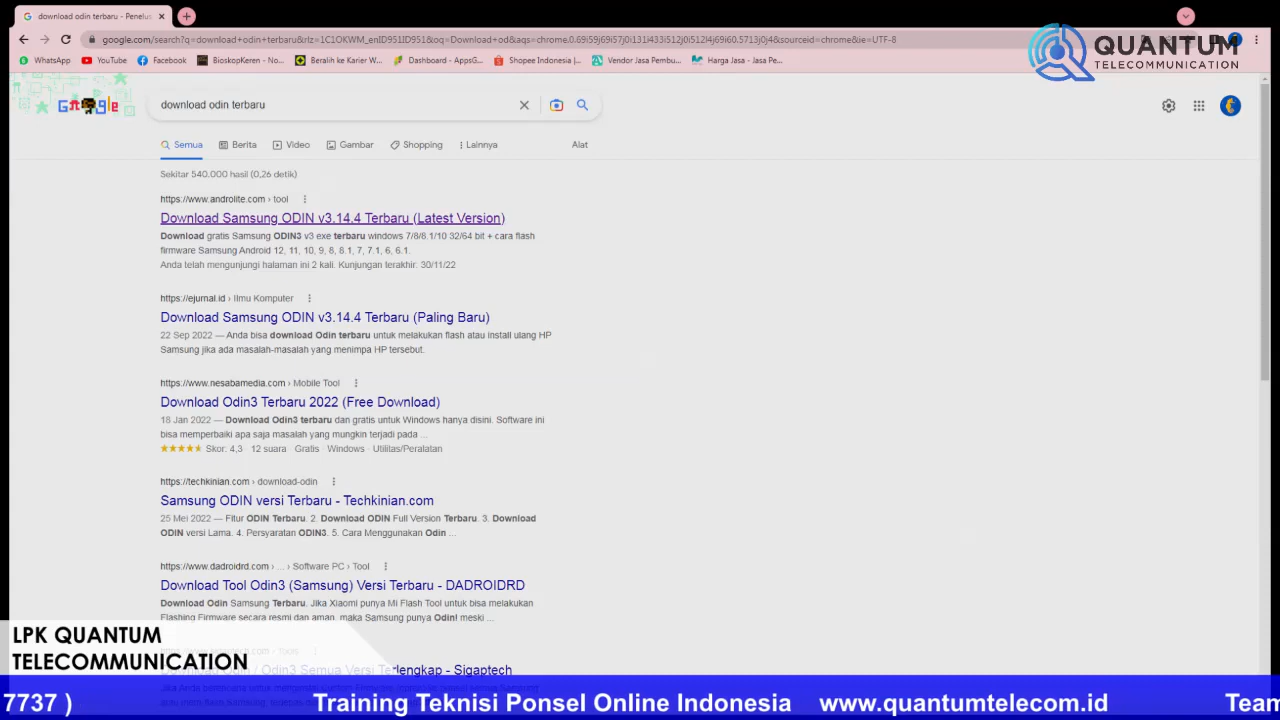 download odin terbaru - Penelus
google.com/search?q=download+odin+terbaru&rlz=1C1OKWM_enID951ID951&oq=Download+od&aqs=chrome.0.69i59j69i57j0i131i433i512j0i512l4j69i60.5713j0j4&sourceid=chrome&ie=UTF-8
WhatsApp YouTube Facebook BioskopKeren - No... Beralih ke Karier W... Dashboard - AppsG... Shopee Indonesia |... Vendor Jasa Pembu... Harga Jasa - Jasa Pe...
QUANTUM
TELECOMMUNICATION
Google
download odin terbaru
Semua Berita Video Gambar Shopping Lainnya Alat
Sekitar 540.000 hasil (0,26 detik)
https://www.androlite.com › tool
Download Samsung ODIN v3.14.4 Terbaru (Latest Version)
Download gratis Samsung ODIN3 v3 exe terbaru windows 7/8/8.1/10 32/64 bit + cara flash
firmware Samsung Android 12, 11, 10, 9, 8, 8.1, 7, 7.1, 6, 6.1.
Anda telah mengunjungi halaman ini 2 kali. Kunjungan terakhir: 30/11/22
https://ejurnal.id › Ilmu Komputer
Download Samsung ODIN v3.14.4 Terbaru (Paling Baru)
22 Sep 2022 — Anda bisa download Odin terbaru untuk melakukan flash atau install ulang HP
Samsung jika ada masalah-masalah yang menimpa HP tersebut.
https://www.nesabamedia.com › Mobile Tool
Download Odin3 Terbaru 2022 (Free Download)
18 Jan 2022 — Download Odin3 terbaru dan gratis untuk Windows hanya disini. Software ini
bisa memperbaiki apa saja masalah yang mungkin terjadi pada ...
Skor: 4,3 · 12 suara · Gratis · Windows · Utilitas/Peralatan
https://techkinian.com › download-odin
Samsung ODIN versi Terbaru - Techkinian.com
25 Mei 2022 — Fitur ODIN Terbaru. 2. Download ODIN Full Version Terbaru. 3. Download
ODIN versi Lama. 4. Persyaratan ODIN3. 5. Cara Menggunakan Odin ...
https://www.dadroidrd.com › ... › Software PC › Tool
Download Tool Odin3 (Samsung) Versi Terbaru - DADROIDRD
Download Odin Samsung Terbaru. Jika Xiaomi punya Mi Flash Tool untuk bisa melakukan
Flashing Firmware secara resmi dan aman, maka Samsung punya Odin! meski ...
Download Odin / Odin3 Semua Versi Terlengkap - Sigaptech
LPK QUANTUM
TELECOMMUNICATION
7737 ) Training Teknisi Ponsel Online Indonesia www.quantumtelecom.id Team